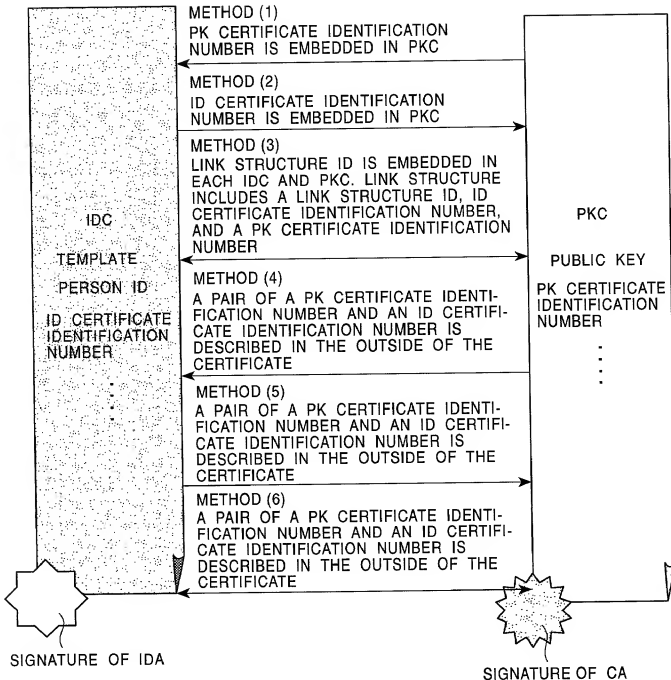 METHOD (1)
PK CERTIFICATE IDENTIFICATION
NUMBER IS EMBEDDED IN PKC
METHOD (2)
ID CERTIFICATE IDENTIFICATION
NUMBER IS EMBEDDED IN PKC
METHOD (3)
LINK STRUCTURE ID IS EMBEDDED IN
EACH IDC AND PKC. LINK STRUCTURE
INCLUDES A LINK STRUCTURE ID, ID
CERTIFICATE IDENTIFICATION NUMBER,
AND A PK CERTIFICATE IDENTIFICATION
NUMBER
METHOD (4)
A PAIR OF A PK CERTIFICATE IDENTI-
FICATION NUMBER AND AN ID CERTIFI-
CATE IDENTIFICATION NUMBER IS
DESCRIBED IN THE OUTSIDE OF THE
CERTIFICATE
METHOD (5)
A PAIR OF A PK CERTIFICATE IDENTI-
FICATION NUMBER AND AN ID CERTIFI-
CATE IDENTIFICATION NUMBER IS
DESCRIBED IN THE OUTSIDE OF THE
CERTIFICATE
METHOD (6)
A PAIR OF A PK CERTIFICATE IDENTI-
FICATION NUMBER AND AN ID CERTIFI-
CATE IDENTIFICATION NUMBER IS
DESCRIBED IN THE OUTSIDE OF THE
CERTIFICATE
IDC
TEMPLATE
PERSON ID
ID CERTIFICATE
IDENTIFICATION
NUMBER
PKC
PUBLIC KEY
PK CERTIFICATE
IDENTIFICATION
NUMBER
SIGNATURE OF IDA
SIGNATURE OF CA